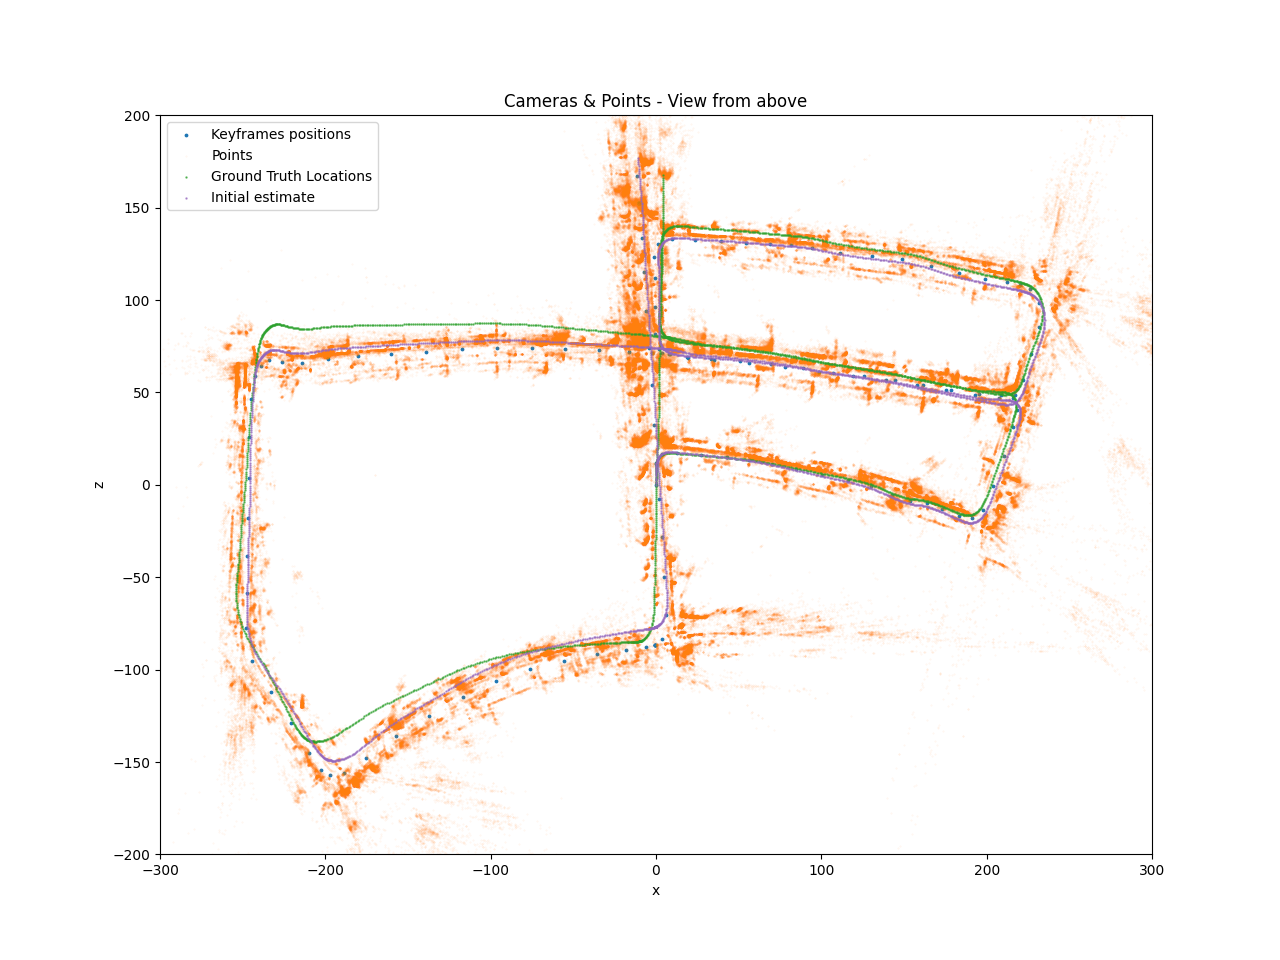 Cameras & Points - View from above
Keyframes positions
Points
Ground Truth Locations
Initial estimate
200
150
100
50
0
−50
−100
−150
−200
z
−300
−200
−100
0
100
200
300
x